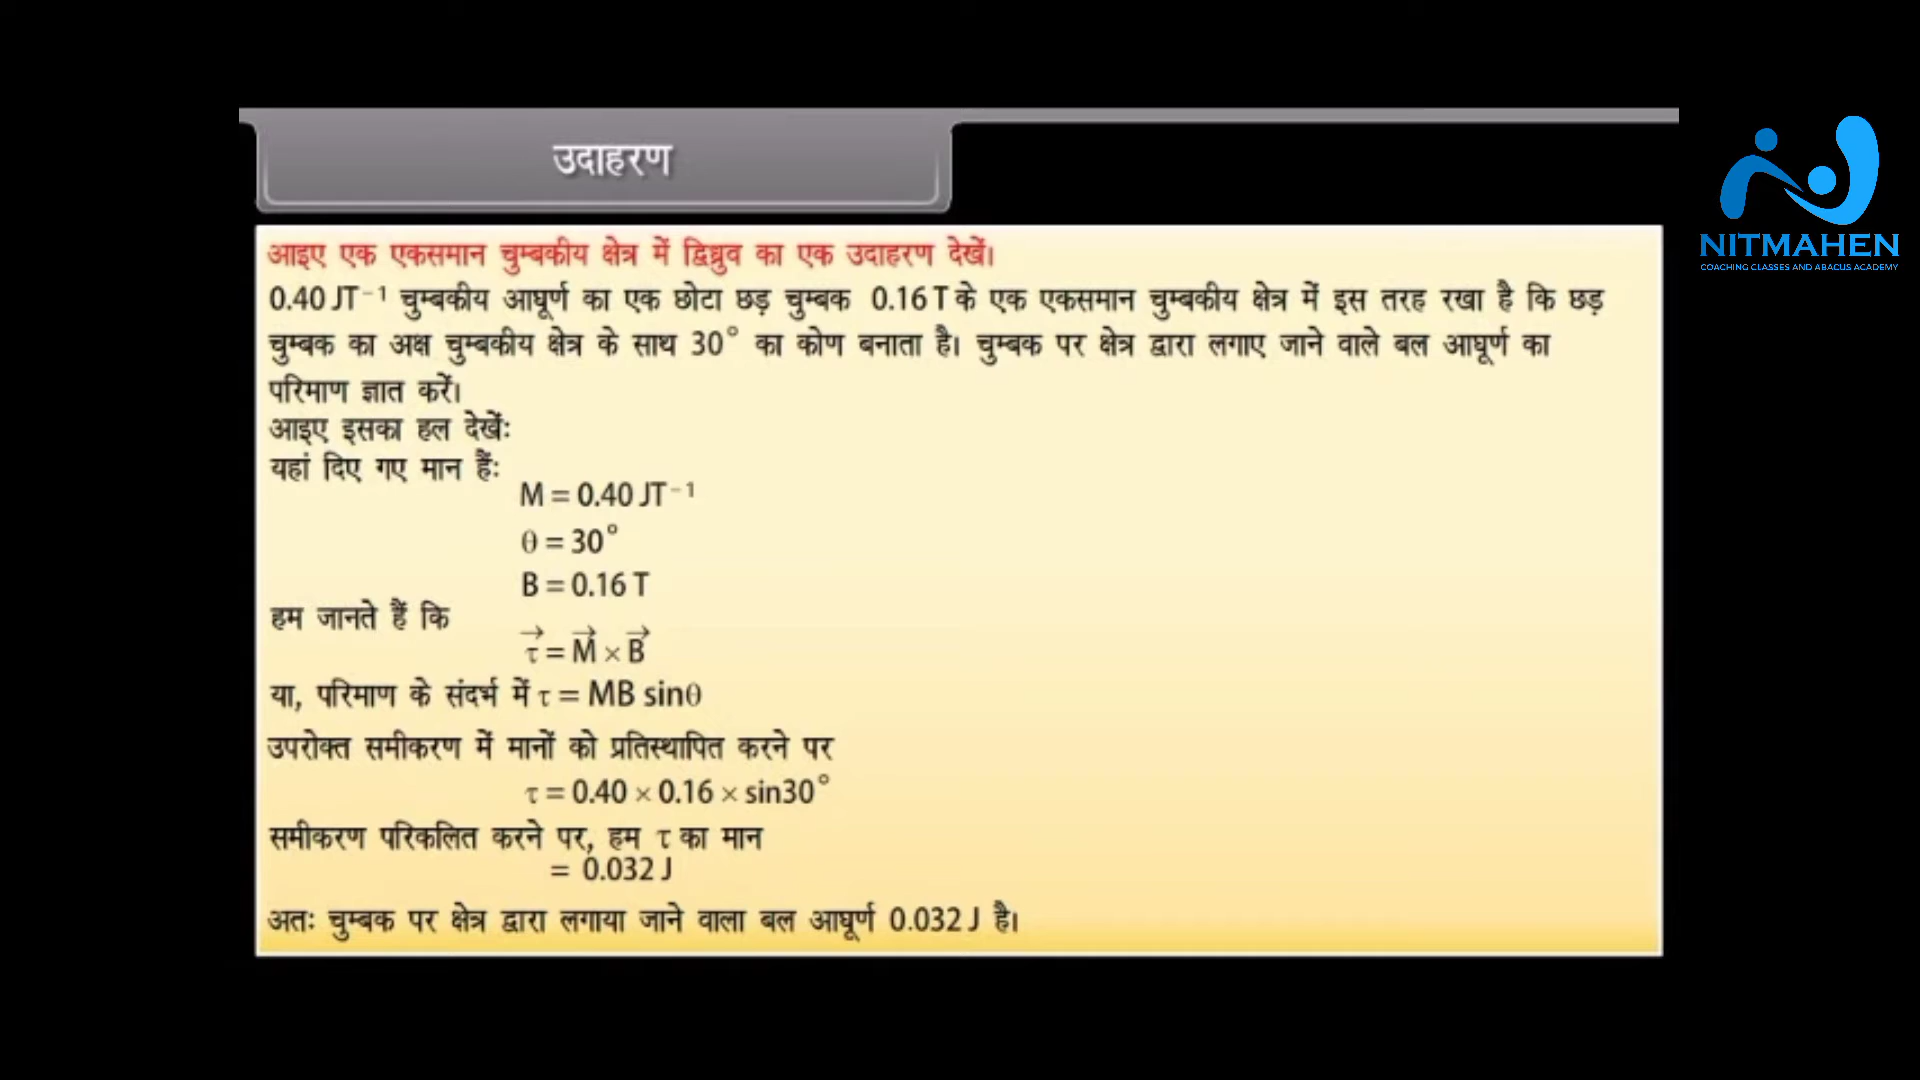 उदाहरण
NITMAHEN
COACHING CLASSES AND ABACUS ACADEMY
आइए एक एकसमान चुम्बकीय क्षेत्र में द्विध्रुव का एक उदाहरण देखें।
0.40 JT⁻¹ चुम्बकीय आघूर्ण का एक छोटा छड़ चुम्बक 0.16 T के एक एकसमान चुम्बकीय क्षेत्र में इस तरह रखा है कि छड़
चुम्बक का अक्ष चुम्बकीय क्षेत्र के साथ 30° का कोण बनाता है। चुम्बक पर क्षेत्र द्वारा लगाए जाने वाले बल आघूर्ण का
परिमाण ज्ञात करें।
आइए इसका हल देखें:
यहां दिए गए मान हैं:
M = 0.40 JT⁻¹
θ = 30°
B = 0.16 T
हम जानते हैं कि
τ⃗ = M⃗ × B⃗
या, परिमाण के संदर्भ में τ = MB sinθ
उपरोक्त समीकरण में मानों को प्रतिस्थापित करने पर
τ = 0.40 × 0.16 × sin30°
समीकरण परिकलित करने पर, हम τ का मान
= 0.032 J
अतः चुम्बक पर क्षेत्र द्वारा लगाया जाने वाला बल आघूर्ण 0.032 J है।